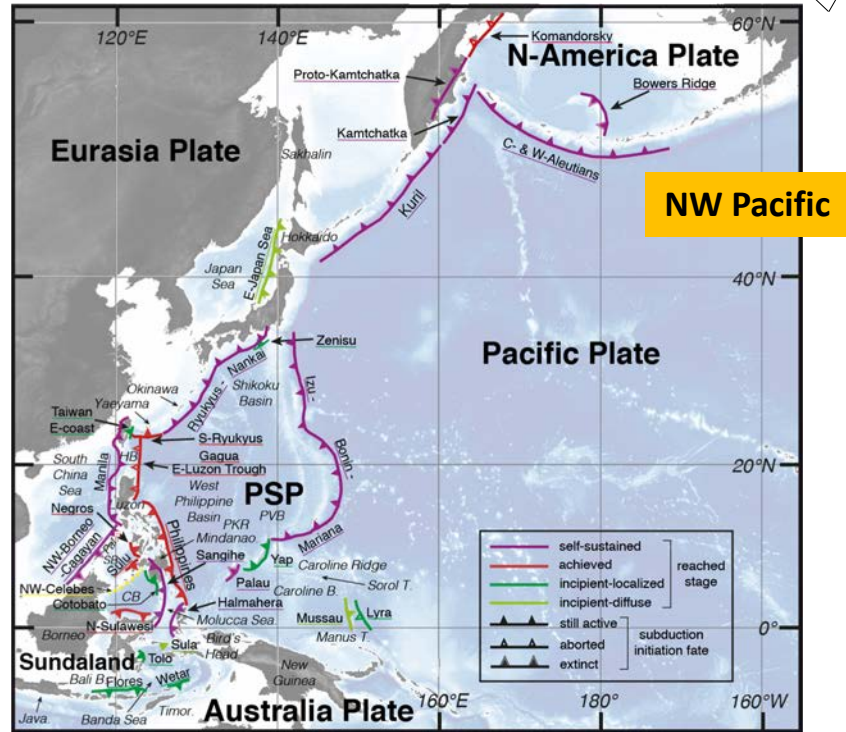 120°E
140°E
60°N
Komandorsky
N-America Plate
Proto-Kamtchatka
Bowers Ridge
Kamtchatka
Eurasia Plate
Sakhalin
C- & W-Aleutians
Kuril
NW Pacific
Hokkaido
E-Japan Sea
Japan
Sea
40°N
Zenisu
Nankai
Pacific Plate
Shikoku
Basin
Izu -
Okinawa
Yaeyama
Ryukyus -
Taiwan
E-coast
S-Ryukyus
Gagua
HB
E-Luzon Trough
South
China
Sea
Manila
West
Philippine
Basin
PSP
Bonin -
20°N
Luzon
Negros
PKR
PVB
Mariana
Philippines
Mindanao
NW-Borneo
Cagayan
Sulu
Sangihe
Yap
Caroline Ridge
Palau
Caroline B.
Sorol T.
NW-Celebes
Cotobato
CB
Halmahera
Mussau
Lyra
N-Sulawesi
Molucca Sea
Manus T.
Borneo
Sula
Bird's
Head
0°
Sundaland
Tolo
Bali B.
Flores
Wetar
New
Guinea
Java
Banda Sea
Timor
Australia Plate
160°E
180°
160°W
self-sustained
achieved
incipient-localized
incipient-diffuse
reached
stage
still active
aborted
extinct
subduction
initiation fate